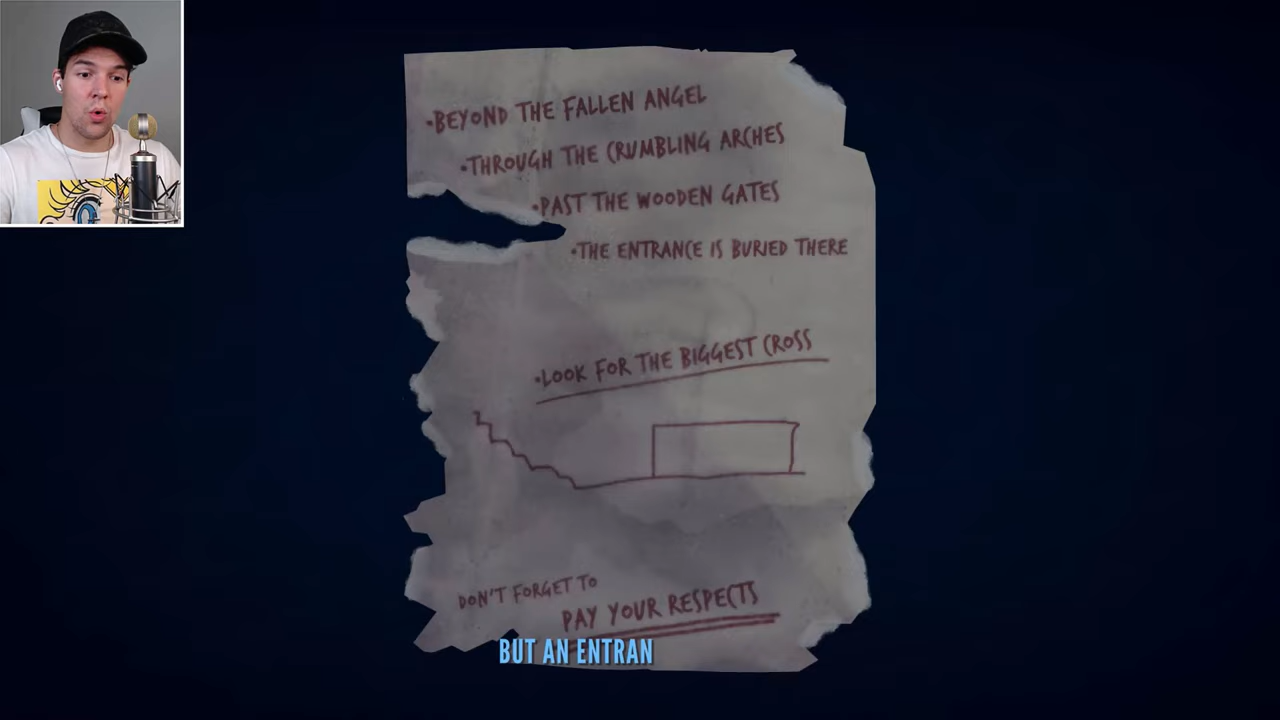 •BEYOND THE FALLEN ANGEL
•THROUGH THE CRUMBLING ARCHES
•PAST THE WOODEN GATES
•THE ENTRANCE IS BURIED THERE
•LOOK FOR THE BIGGEST CROSS
DON'T FORGET TO
PAY YOUR RESPECTS
BUT AN ENTRAN